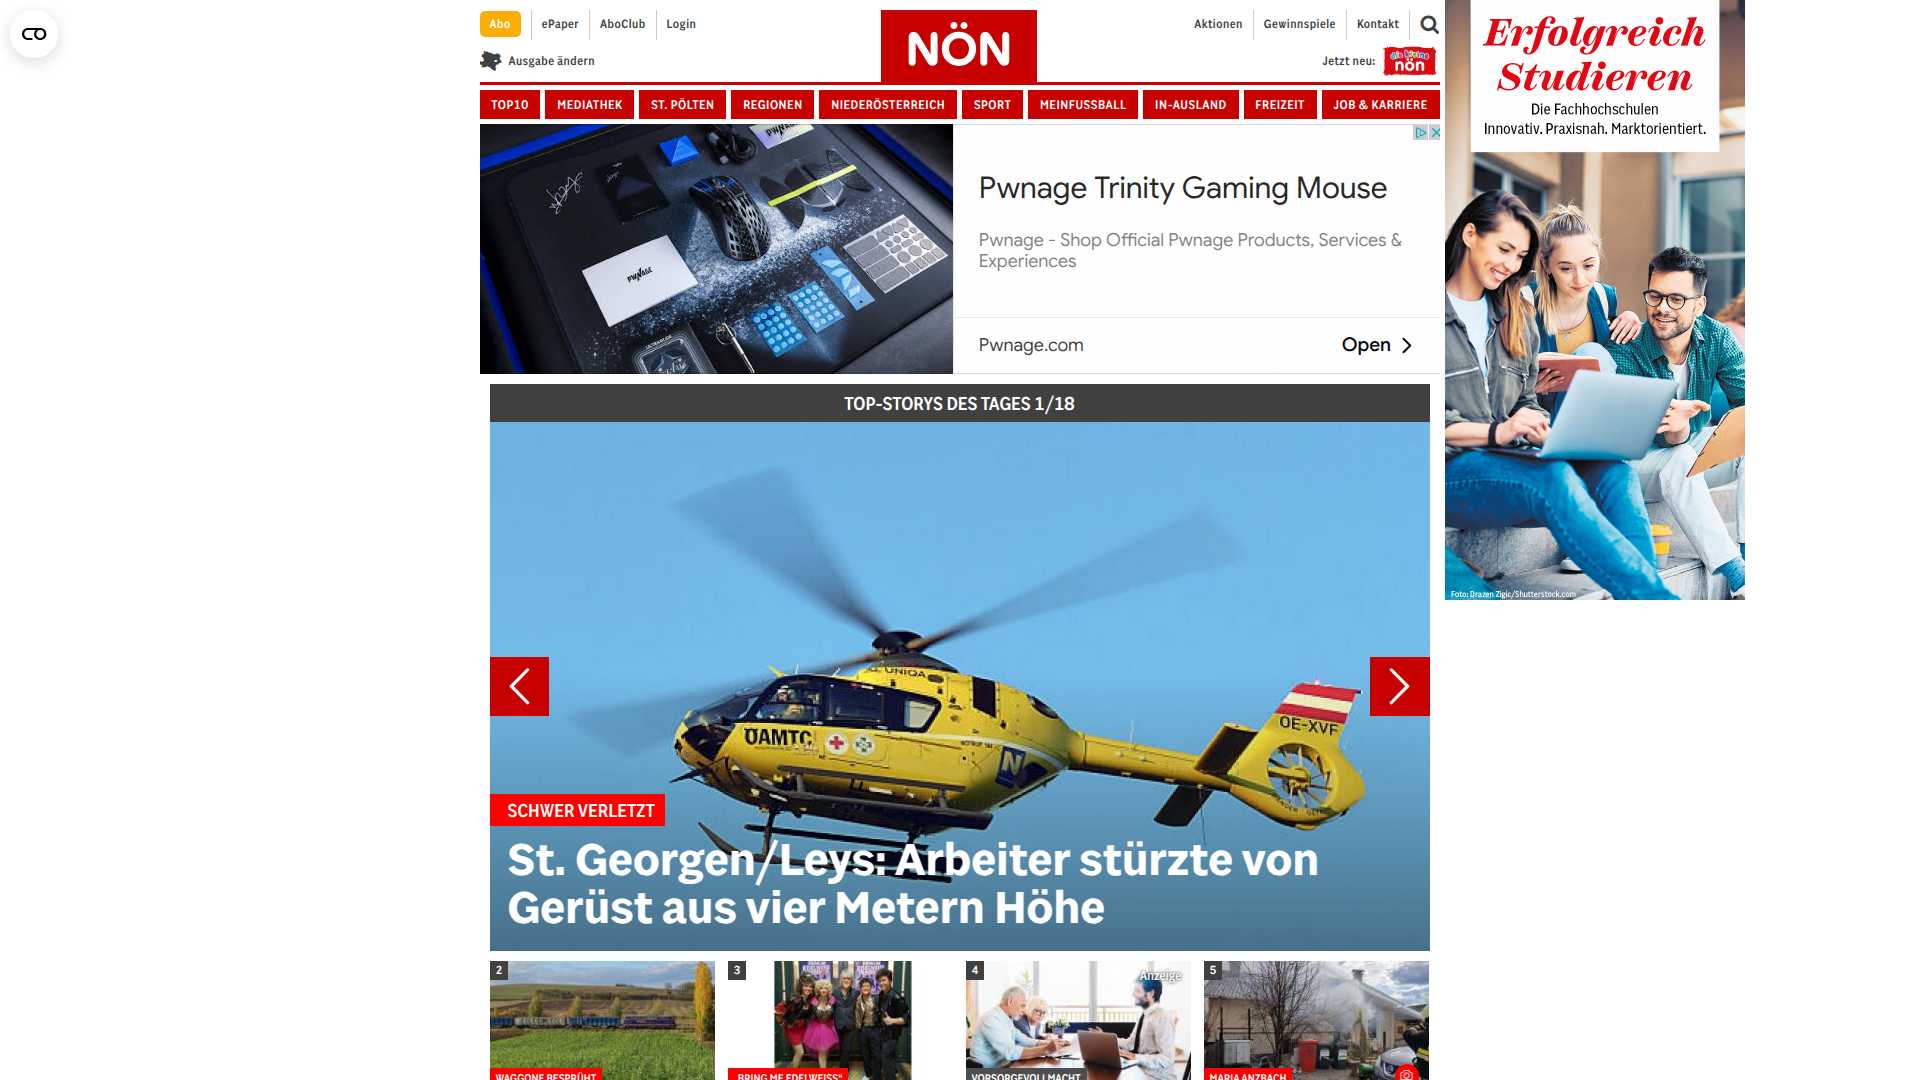 Abo
ePaper
AboClub
Login
NÖN
Aktionen
Gewinnspiele
Kontakt
Ausgabe ändern
Jetzt neu:
die kleine
nön
TOP10
MEDIATHEK
ST. PÖLTEN
REGIONEN
NIEDERÖSTERREICH
SPORT
MEINFUSSBALL
IN-AUSLAND
FREIZEIT
JOB & KARRIERE
PWNAGE
Pwnage Trinity Gaming Mouse
Pwnage - Shop Official Pwnage Products, Services &
Experiences
Pwnage.com
Open
Erfolgreich
Studieren
Die Fachhochschulen
Innovativ. Praxisnah. Marktorientiert.
Foto: Drazen Zigic/Shutterstock.com
TOP-STORYS DES TAGES 1/18
UNIQA
OE-XVF
ÖAMTC
N
SCHWER VERLETZT
St. Georgen/Leys: Arbeiter stürzte von
Gerüst aus vier Metern Höhe
2
WAGGONE BESPRÜHT
3
„BRING ME EDELWEISS“
4
Anzeige
VORSORGEVOLLMACHT
5
MARIA ANZBACH